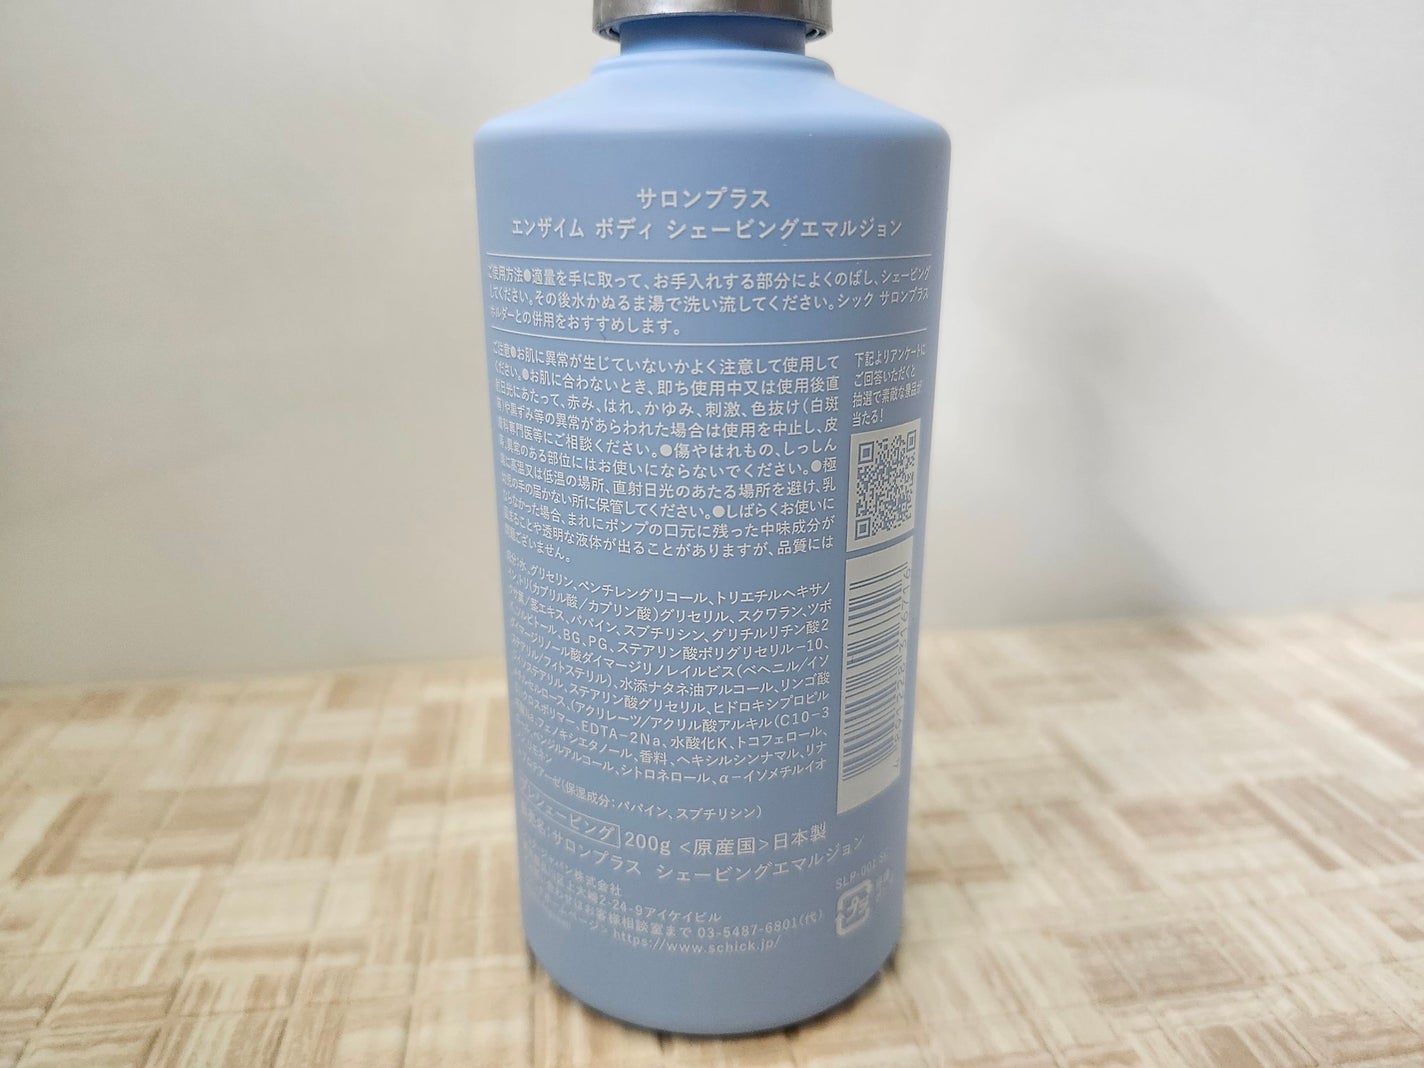 サロンプラス
エンザイム ボディ シェービングエマルジョン
ご使用方法●適量を手に取って、お手入れする部分によくのばし、シェービング
してください。その後水かぬるま湯で洗い流してください。シック サロンプラス
ホルダーとの併用をおすすめします。
ご注意●お肌に異常が生じていないかよく注意して使用して
ください。●お肌に合わないとき、即ち使用中又は使用後直
射日光にあたって、赤み、はれ、かゆみ、刺激、色抜け(白斑
等)や黒ずみ等の異常があらわれた場合は使用を中止し、皮
膚科専門医等にご相談ください。●傷やはれもの、しっしん
等、異常のある部位にはお使いにならないでください。●極
端に高温又は低温の場所、直射日光のあたる場所を避け、乳
幼児の手の届かない所に保管してください。●しばらくお使いに
ならなかった場合、まれにポンプの口元に残った中味成分が
固まることや透明な液体が出ることがありますが、品質には
問題ございません。
下記よりアンケートに
ご回答いただくと
抽選で素敵な景品が
当たる!
成分:水、グリセリン、ペンチレングリコール、トリエチルヘキサノ
イン、トリ(カプリル酸/カプリン酸)グリセリル、スクワラン、ツボ
クサ葉/茎エキス、パパイン、スブチリシン、グリチルリチン酸2
K、ソルビトール、BG、PG、ステアリン酸ポリグリセリル-10、
ダイマージリノール酸ダイマージリノレイルビス(ベヘニル/イソ
ステアリル/フィトステリル)、水添ナタネ油アルコール、リンゴ酸
ジイソステアリル、ステアリン酸グリセリル、ヒドロキシプロピル
セルロース、(アクリレーツ/アクリル酸アルキル(C10-3
0))クロスポリマー、EDTA-2Na、水酸化K、トコフェロール、
フェノキシエタノール、香料、ヘキシルシンナマル、リナ
ベンジルアルコール、シトロネロール、α-イソメチルイオ
(保湿成分:パパイン、スブチリシン)
プレシェービング 200g <原産国>日本製
サロンプラス シェービングエマルジョン
株式会社
上大崎2-24-9アイケイビル
お客様相談室まで 03-5487-6801(代)
https://www.schick.jp/
SLP-001